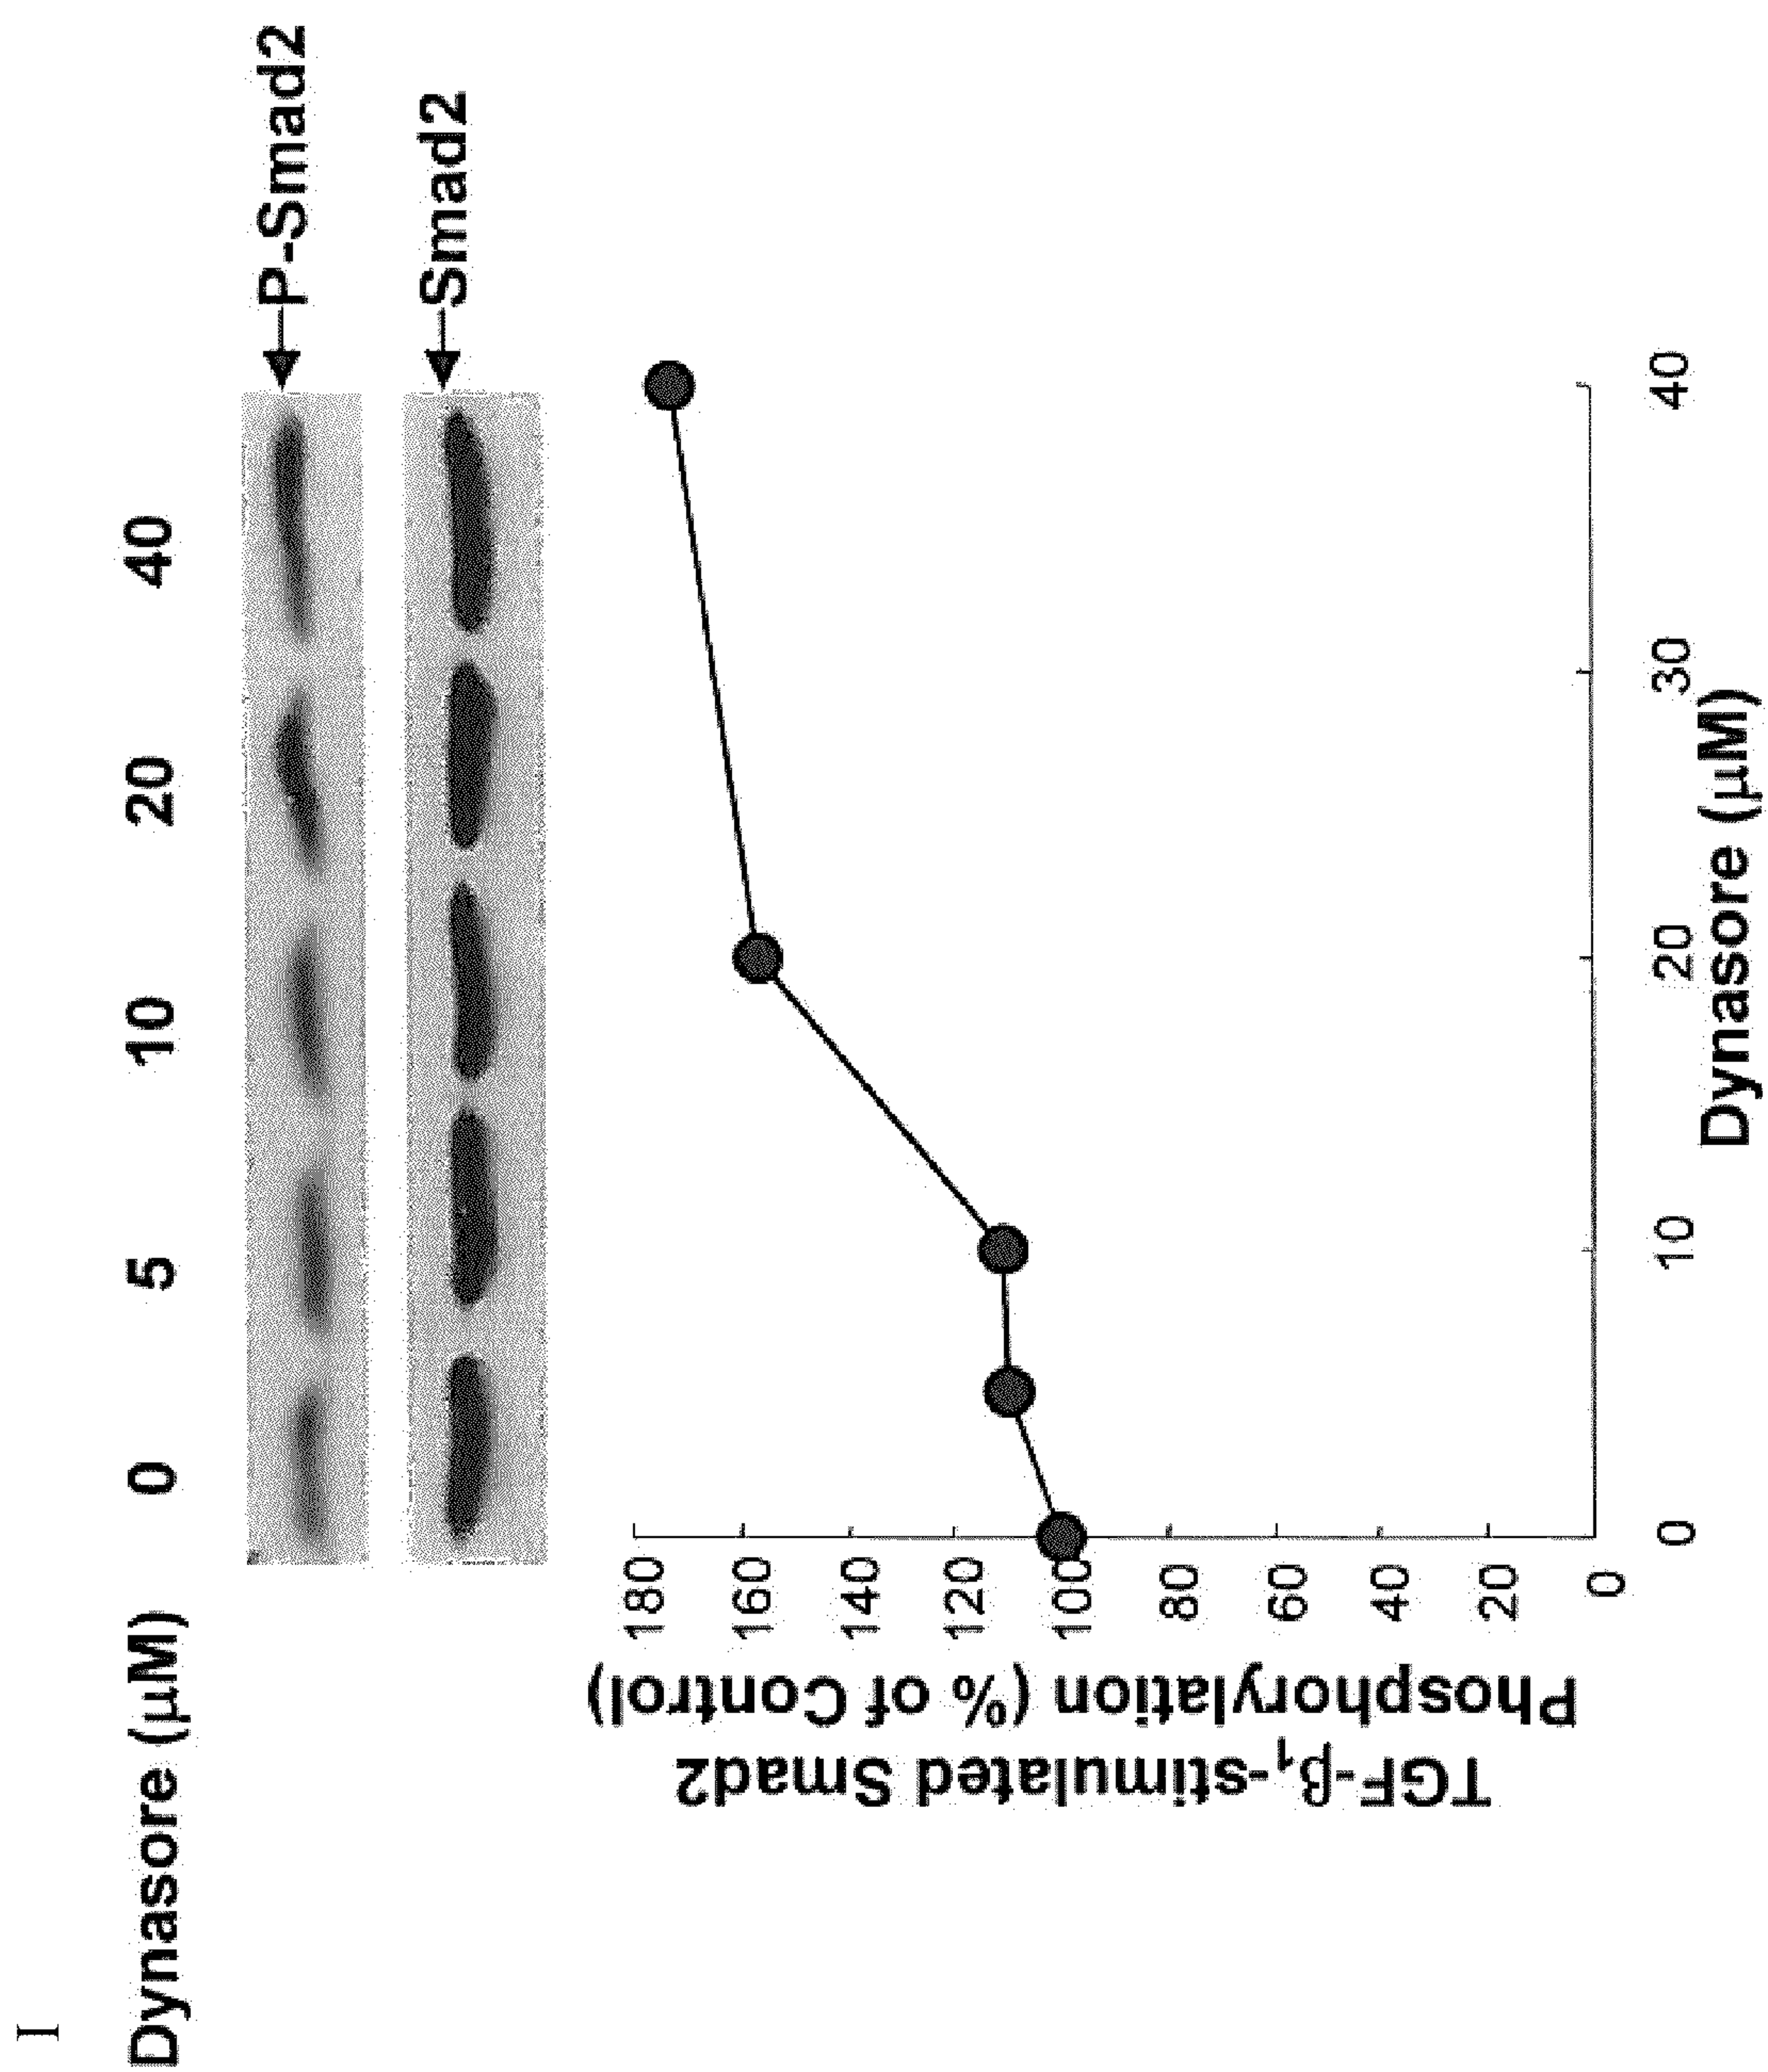 I
Dynasore (μM) 0 5 10 20 40
P-Smad2
Smad2
TGF-β₁-stimulated Smad2
Phosphorylation (% of Control)
180
160
140
120
100
80
60
40
20
0
0 10 20 30 40
Dynasore (μM)